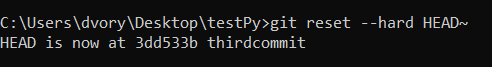 C:\Users\dvory\Desktop\testPy>git reset --hard HEAD~
HEAD is now at 3dd533b thirdcommit